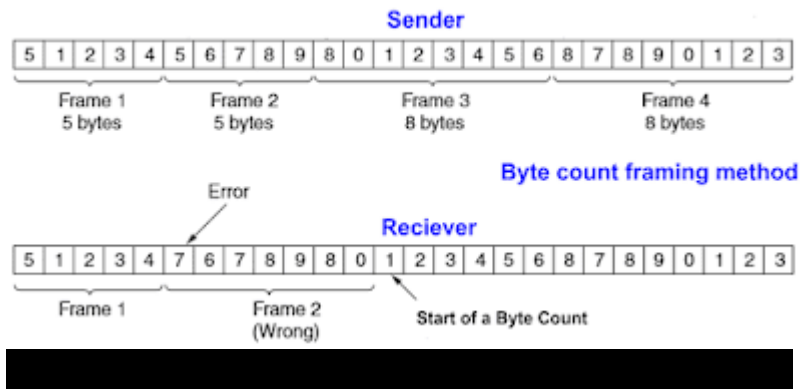 Sender
5 1 2 3 4 5 6 7 8 9 8 0 1 2 3 4 5 6 8 7 8 9 0 1 2 3
Frame 1 Frame 2 Frame 3 Frame 4
5 bytes 5 bytes 8 bytes 8 bytes
Byte count framing method
Error
Reciever
5 1 2 3 4 7 6 7 8 9 8 0 1 2 3 4 5 6 8 7 8 9 0 1 2 3
Frame 1 Frame 2
(Wrong)
Start of a Byte Count